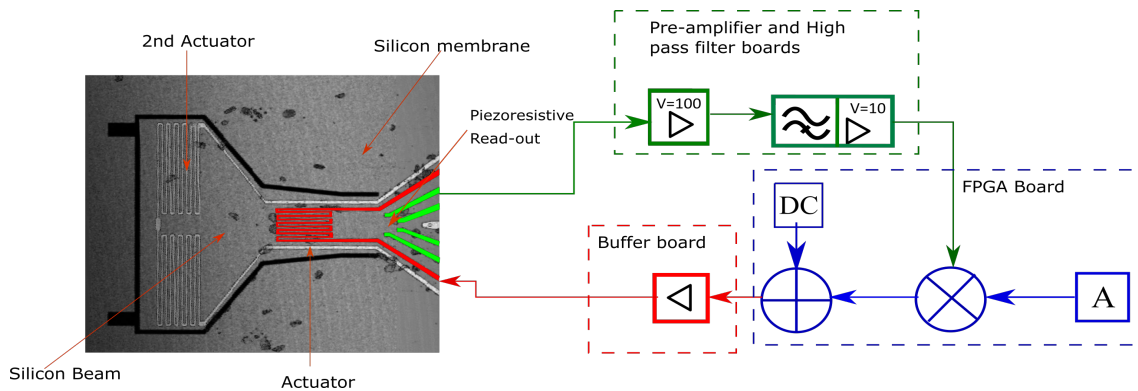 2nd Actuator
Silicon membrane
Piezoresistive
Read-out
Silicon Beam
Actuator
Pre-amplifier and High
pass filter boards
V=100
V=10
FPGA Board
DC
Buffer board
A